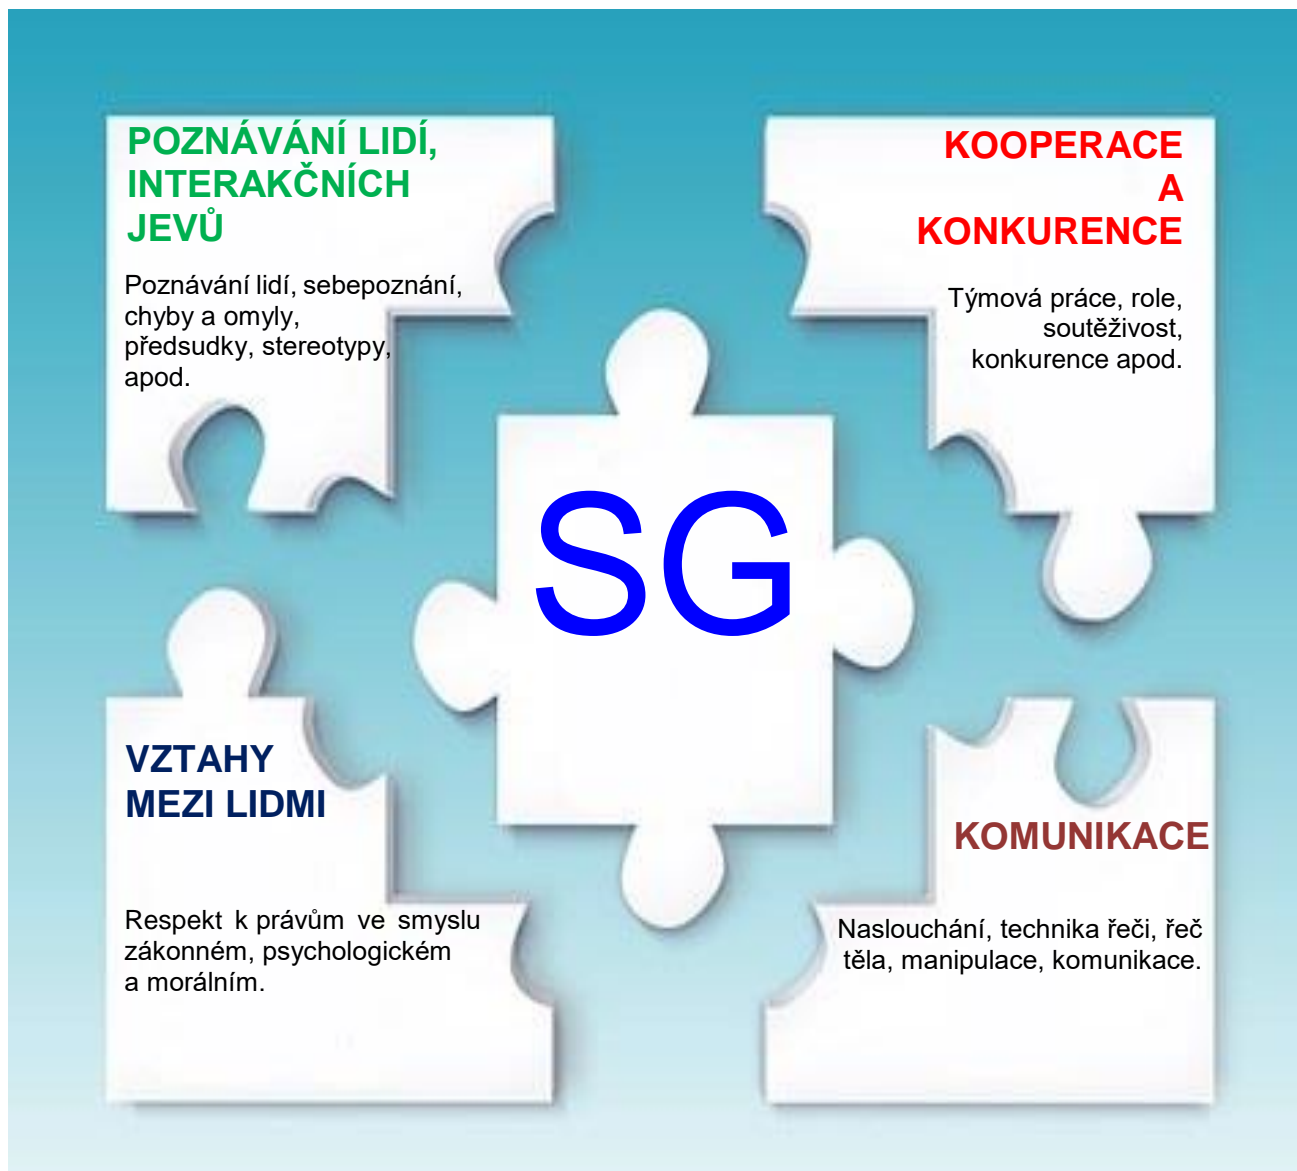 POZNÁVÁNÍ LIDÍ,
INTERAKČNÍCH
JEVŮ
Poznávání lidí, sebepoznání,
chyby a omyly,
předsudky, stereotypy,
apod.
KOOPERACE
A
KONKURENCE
Týmová práce, role,
soutěživost,
konkurence apod.
SG
VZTAHY
MEZI LIDMI
Respekt k právům ve smyslu
zákonném, psychologickém
a morálním.
KOMUNIKACE
Naslouchání, technika řeči, řeč
těla, manipulace, komunikace.